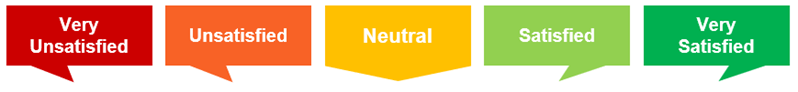 Very
Unsatisfied
Unsatisfied
Neutral
Satisfied
Very
Satisfied